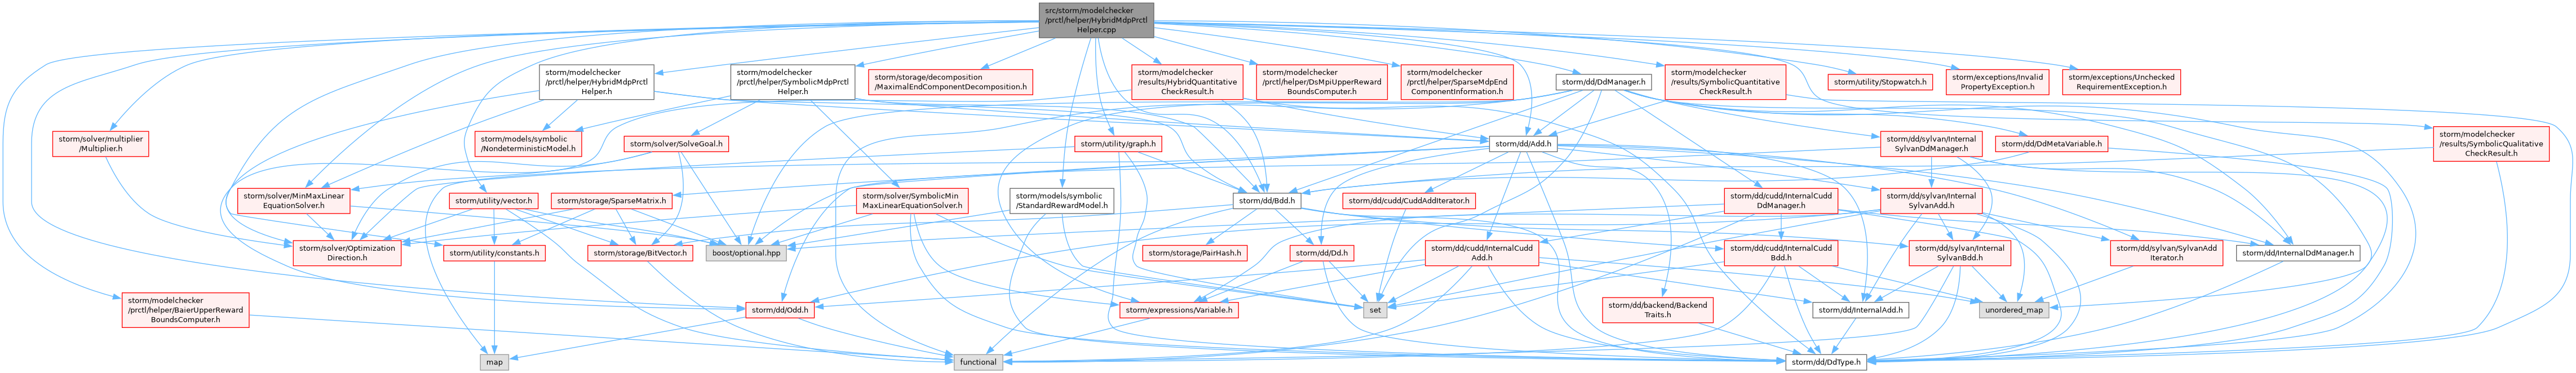 src/storm/modelchecker
/prctl/helper/HybridMdpPrctl
Helper.cpp
storm/modelchecker
/prctl/helper/HybridMdpPrctl
Helper.h
storm/modelchecker
/prctl/helper/SymbolicMdpPrctl
Helper.h
storm/storage/decomposition
/MaximalEndComponentDecomposition.h
storm/modelchecker
/results/HybridQuantitative
CheckResult.h
storm/modelchecker
/prctl/helper/DsMpiUpperReward
BoundsComputer.h
storm/modelchecker
/prctl/helper/SparseMdpEnd
ComponentInformation.h
storm/dd/DdManager.h
storm/modelchecker
/results/SymbolicQuantitative
CheckResult.h
storm/utility/Stopwatch.h
storm/exceptions/Invalid
PropertyException.h
storm/exceptions/Unchecked
RequirementException.h
storm/solver/multiplier
/Multiplier.h
storm/models/symbolic
/NondeterministicModel.h
storm/solver/SolveGoal.h
storm/utility/graph.h
storm/dd/Add.h
storm/dd/sylvan/Internal
SylvanDdManager.h
storm/dd/DdMetaVariable.h
storm/modelchecker
/results/SymbolicQualitative
CheckResult.h
storm/solver/MinMaxLinear
EquationSolver.h
storm/utility/vector.h
storm/storage/SparseMatrix.h
storm/solver/SymbolicMin
MaxLinearEquationSolver.h
storm/models/symbolic
/StandardRewardModel.h
storm/dd/Bdd.h
storm/dd/cudd/CuddAddIterator.h
storm/dd/cudd/InternalCudd
DdManager.h
storm/dd/sylvan/Internal
SylvanAdd.h
storm/solver/Optimization
Direction.h
storm/utility/constants.h
storm/storage/BitVector.h
boost/optional.hpp
storm/storage/PairHash.h
storm/dd/Dd.h
storm/dd/cudd/InternalCudd
Add.h
storm/dd/cudd/InternalCudd
Bdd.h
storm/dd/sylvan/Internal
SylvanBdd.h
storm/dd/sylvan/SylvanAdd
Iterator.h
storm/dd/InternalDdManager.h
storm/modelchecker
/prctl/helper/BaierUpperReward
BoundsComputer.h
storm/dd/Odd.h
storm/expressions/Variable.h
set
storm/dd/backend/Backend
Traits.h
storm/dd/InternalAdd.h
unordered_map
map
functional
storm/dd/DdType.h